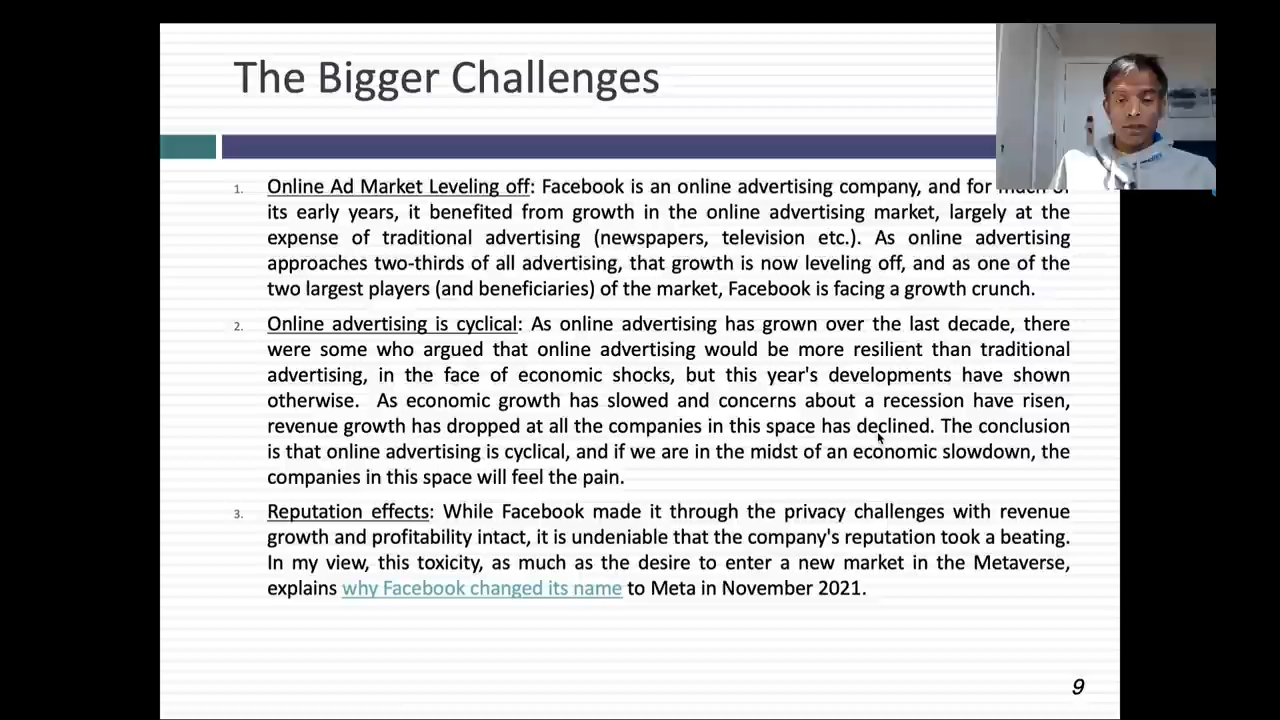 The Bigger Challenges
1. Online Ad Market Leveling off: Facebook is an online advertising company, and for
its early years, it benefited from growth in the online advertising market, largely at the
expense of traditional advertising (newspapers, television etc.). As online advertising
approaches two-thirds of all advertising, that growth is now leveling off, and as one of the
two largest players (and beneficiaries) of the market, Facebook is facing a growth crunch.
2. Online advertising is cyclical: As online advertising has grown over the last decade, there
were some who argued that online advertising would be more resilient than traditional
advertising, in the face of economic shocks, but this year's developments have shown
otherwise. As economic growth has slowed and concerns about a recession have risen,
revenue growth has dropped at all the companies in this space has declined. The conclusion
is that online advertising is cyclical, and if we are in the midst of an economic slowdown, the
companies in this space will feel the pain.
3. Reputation effects: While Facebook made it through the privacy challenges with revenue
growth and profitability intact, it is undeniable that the company's reputation took a beating.
In my view, this toxicity, as much as the desire to enter a new market in the Metaverse,
explains why Facebook changed its name to Meta in November 2021.
9